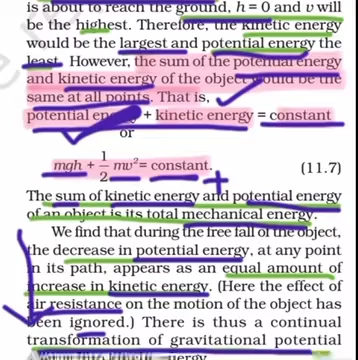 is about to reach the ground, h = 0 and v will
be the highest. Therefore, the kinetic energy
would be the largest and potential energy the
least. However, the sum of the potential energy
and kinetic energy of the object would be the
same at all points. That is,
potential energy + kinetic energy = constant
or
mgh + 1/2 mv² = constant. (11.7)
The sum of kinetic energy and potential energy
of an object is its total mechanical energy.
We find that during the free fall of the object,
the decrease in potential energy, at any point
in its path, appears as an equal amount of
increase in kinetic energy. (Here the effect of
air resistance on the motion of the object has
been ignored.) There is thus a continual
transformation of gravitational potential
energy